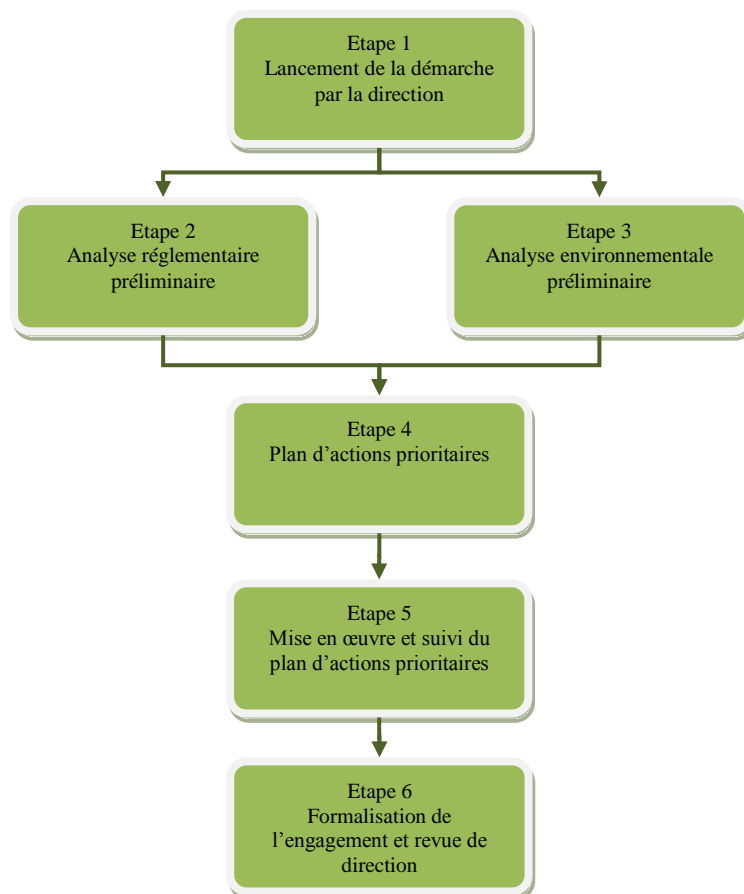 Etape 1
Lancement de la démarche
par la direction
Etape 2
Analyse réglementaire
préliminaire
Etape 3
Analyse environnementale
préliminaire
Etape 4
Plan d’actions prioritaires
Etape 5
Mise en œuvre et suivi du
plan d’actions prioritaires
Etape 6
Formalisation de
l’engagement et revue de
direction